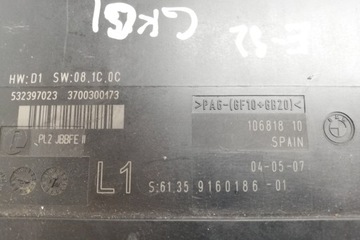 HW:D1 SW:08.1C.0C
532397023 3700300173
>PA6-(GF10+GB20)<
PL2 JBBFE II
106818 10
SPAIN
04-05-07
L1
S:61.35 9160186-01